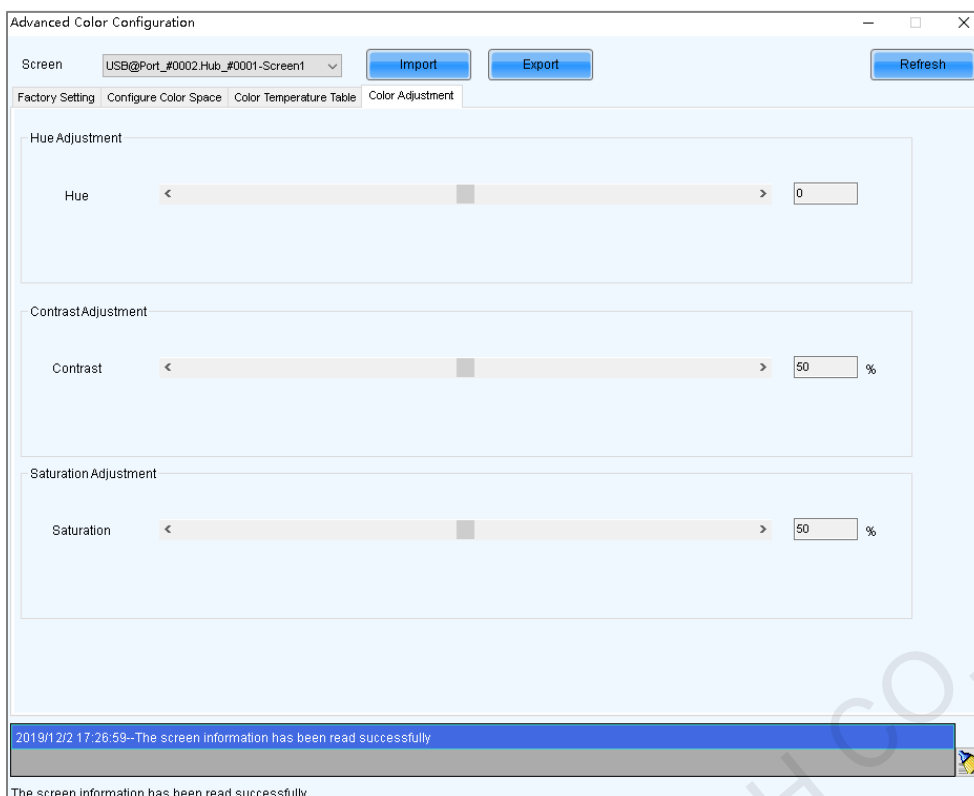 Advanced Color Configuration
Screen USB@Port_#0002.Hub_#0001-Screen1 Import Export Refresh
Factory Setting Configure Color Space Color Temperature Table Color Adjustment
Hue Adjustment
Hue 0
Contrast Adjustment
Contrast 50 %
Saturation Adjustment
Saturation 50 %
2019/12/2 17:26:59--The screen information has been read successfully
The screen information has been read successfully
H CO.,